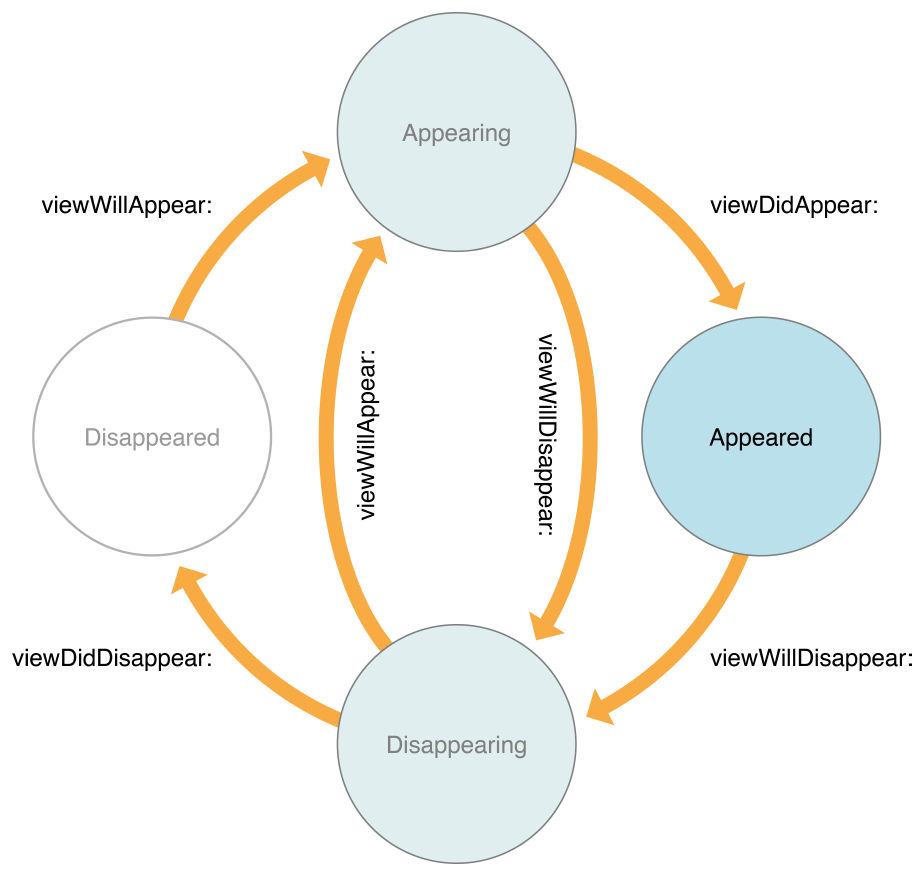 Appearing
viewWillAppear:
viewDidAppear:
viewWillAppear:
viewWillDisappear:
Disappeared
Appeared
viewDidDisappear:
viewWillDisappear:
Disappearing